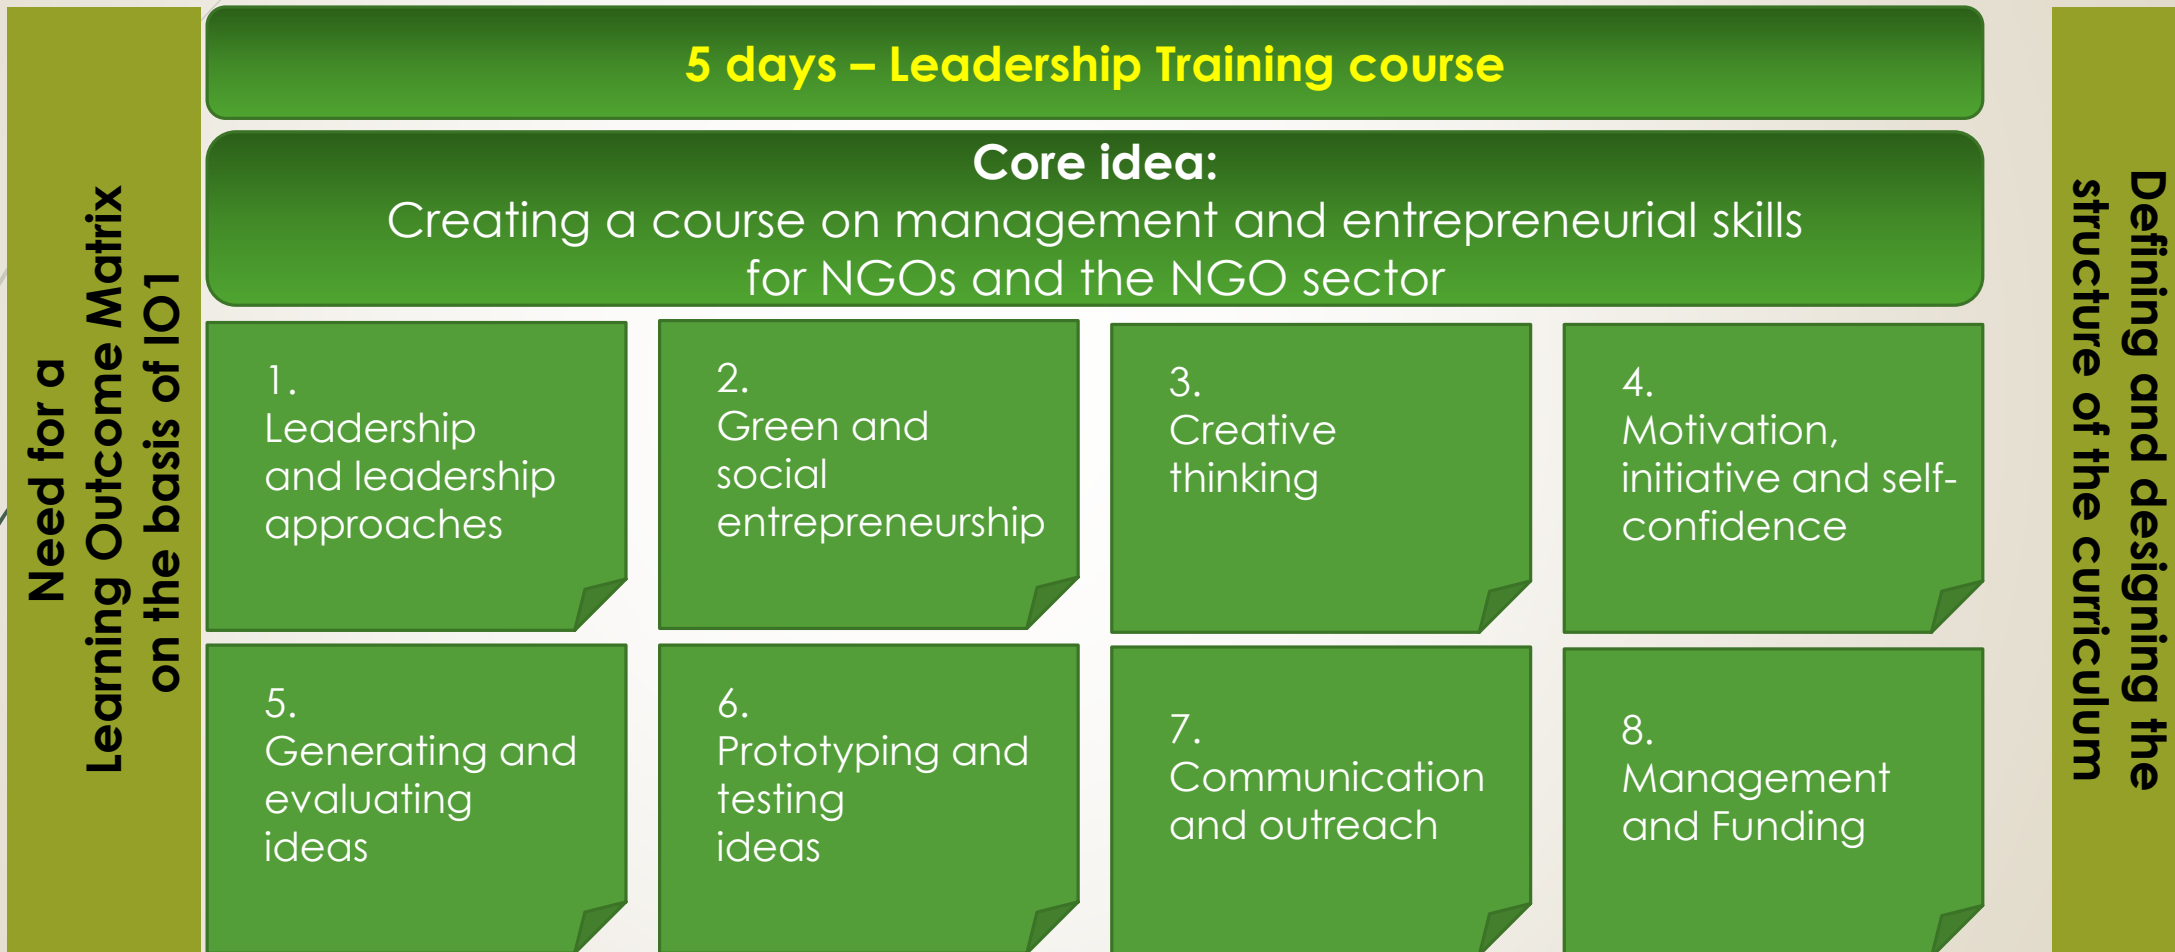 Need for a
Learning Outcome Matrix
on the basis of IO1
5 days – Leadership Training course
Core idea:
Creating a course on management and entrepreneurial skills
for NGOs and the NGO sector
1.
Leadership
and leadership
approaches
2.
Green and
social
entrepreneurship
3.
Creative
thinking
4.
Motivation,
initiative and self-
confidence
5.
Generating and
evaluating
ideas
6.
Prototyping and
testing
ideas
7.
Communication
and outreach
8.
Management
and Funding
Defining and designing the
structure of the curriculum